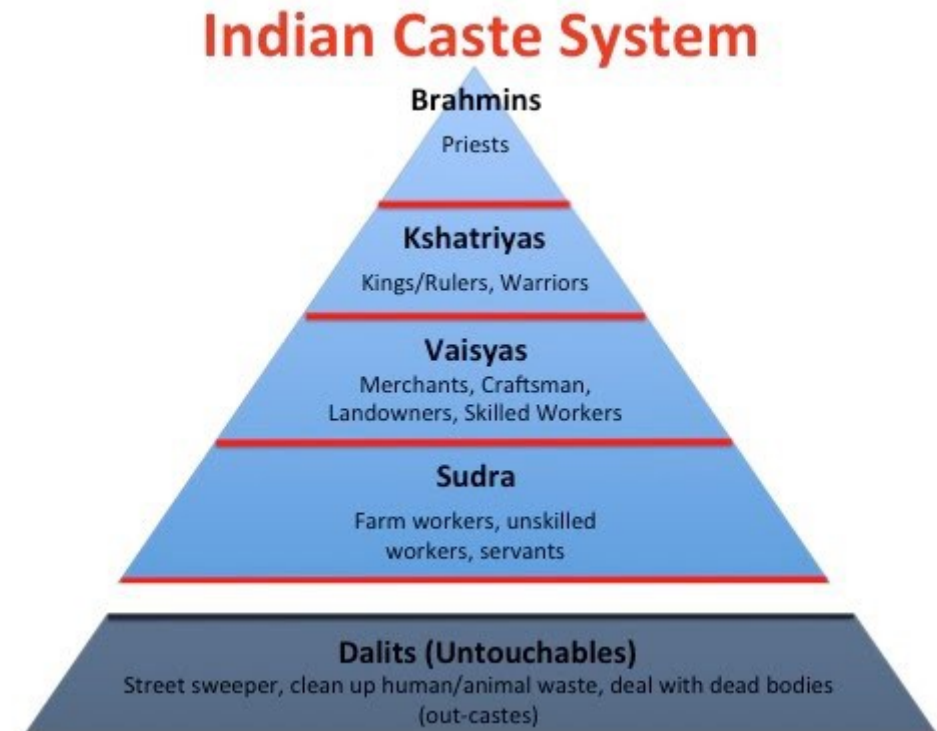 Indian Caste System
Brahmins
Priests
Kshatriyas
Kings/Rulers, Warriors
Vaisyas
Merchants, Craftsman,
Landowners, Skilled Workers
Sudra
Farm workers, unskilled
workers, servants
Dalits (Untouchables)
Street sweeper, clean up human/animal waste, deal with dead bodies
(out-castes)